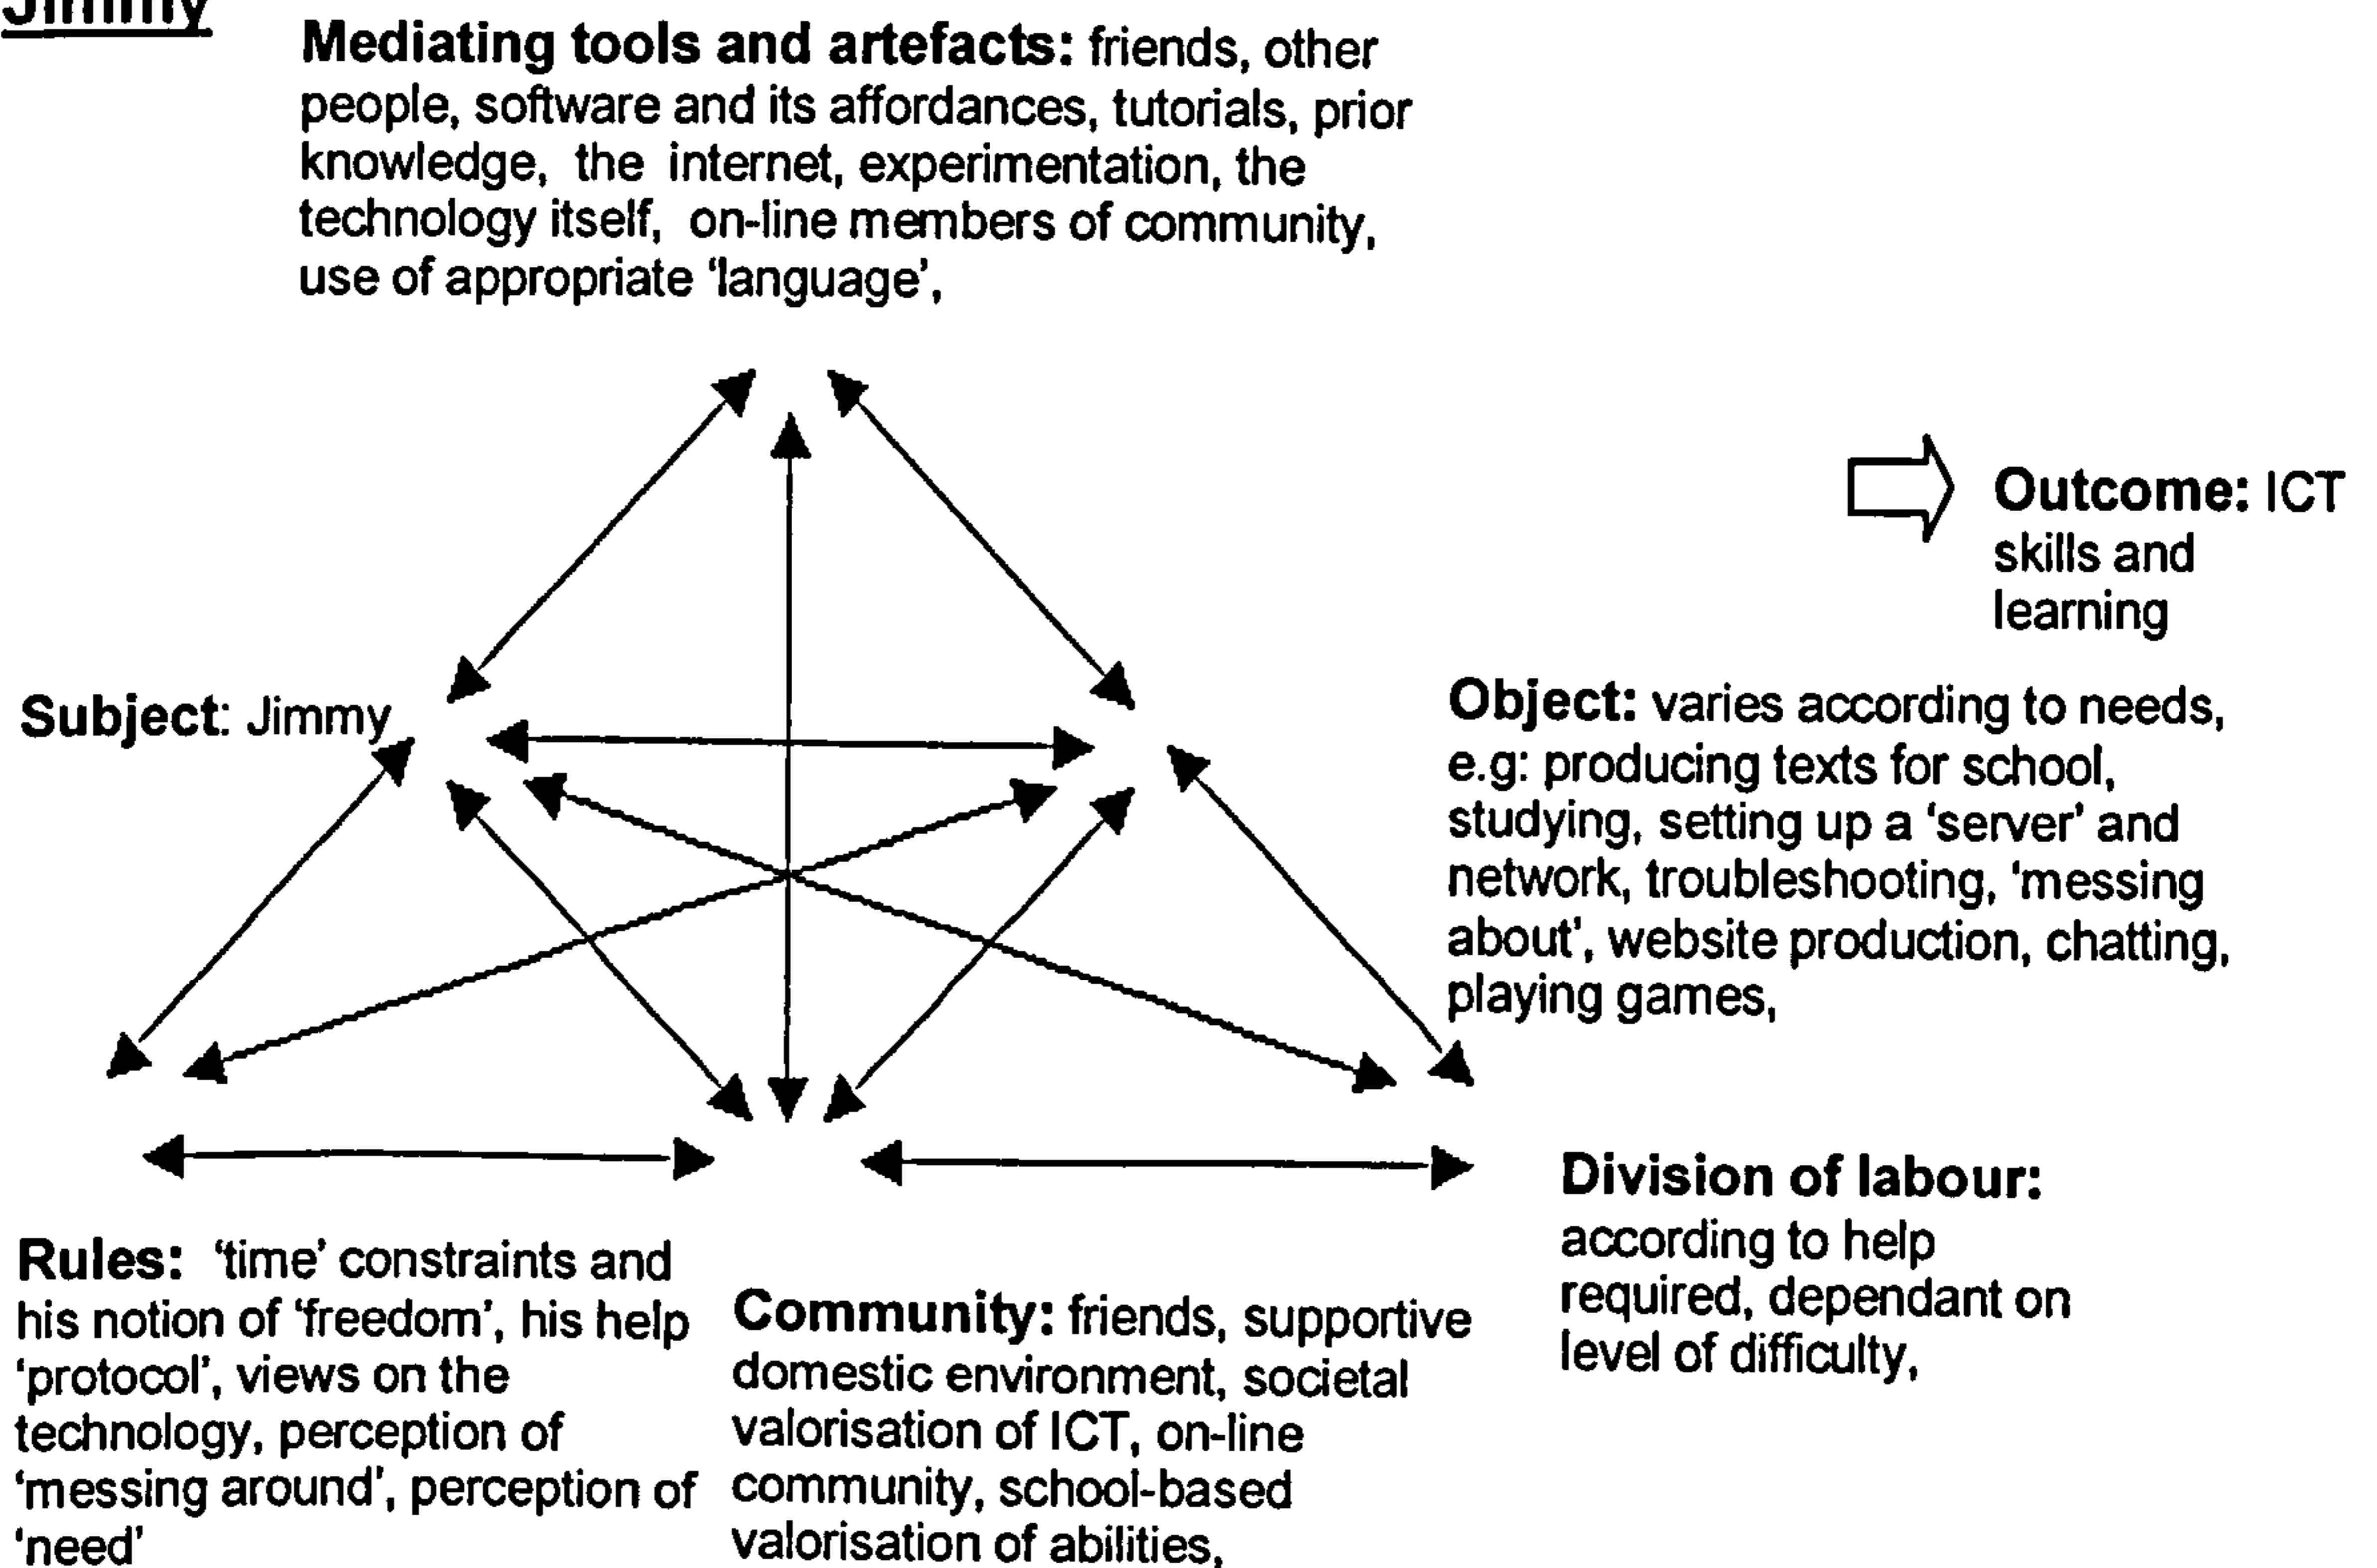 Jimmy
Mediating tools and artefacts: friends, other
people, software and its affordances, tutorials, prior
knowledge, the internet, experimentation, the
technology itself, on-line members of community,
use of appropriate ‘language’,
Outcome: ICT
skills and
learning
Subject: Jimmy
Object: varies according to needs,
e.g: producing texts for school,
studying, setting up a ‘server’ and
network, troubleshooting, ‘messing
about’, website production, chatting,
playing games,
Division of labour:
according to help
required, dependant on
level of difficulty,
Rules: ‘time’ constraints and
his notion of ‘freedom’, his help
‘protocol’, views on the
technology, perception of
‘messing around’, perception of
‘need’
Community: friends, supportive
domestic environment, societal
valorisation of ICT, on-line
community, school-based
valorisation of abilities,